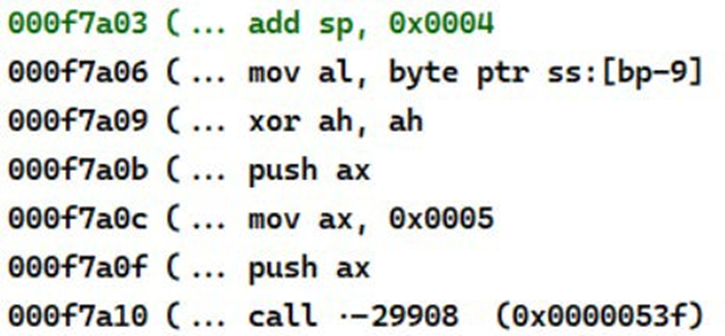 000f7a03 (... add sp, 0x0004
000f7a06 (... mov al, byte ptr ss:[bp-9]
000f7a09 (... xor ah, ah
000f7a0b (... push ax
000f7a0c (... mov ax, 0x0005
000f7a0f (... push ax
000f7a10 (... call .-29908 (0x0000053f)